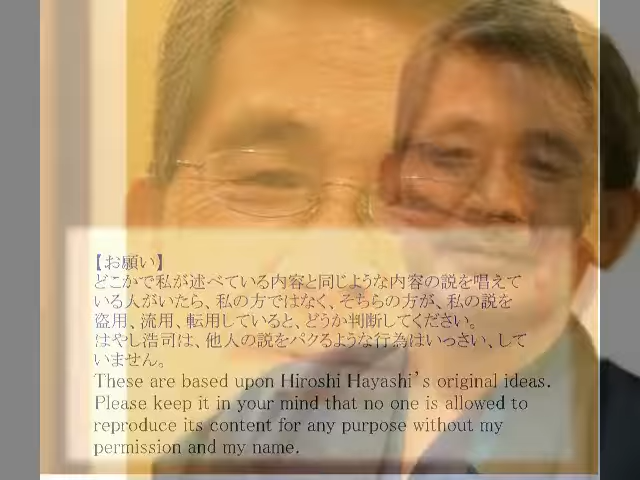 【お願い】
どこかで私が述べている内容と同じような内容の説を唱えて
いる人がいたら、私の方ではなく、そちらの方が、私の説を
盗用、流用、転用していると、どうか判断してください。
はやし浩司は、他人の説をパクるような行為はいっさい、して
いません。
These are based upon Hiroshi Hayashi’s original ideas.
Please keep it in your mind that no one is allowed to
reproduce its content for any purpose without my
permission and my name.